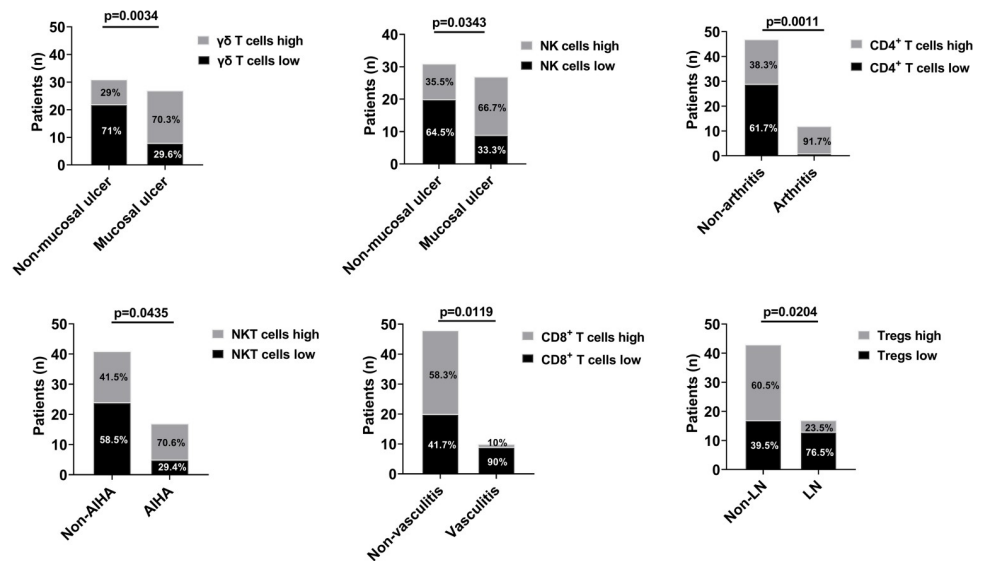 p=0.0034
γδ T cells high
γδ T cells low
Patients (n)
50
40
30
20
10
0
29%
71%
70.3%
29.6%
Non-mucosal ulcer
Mucosal ulcer
p=0.0343
NK cells high
NK cells low
Patients (n)
50
40
30
20
10
0
35.5%
64.5%
66.7%
33.3%
Non-mucosal ulcer
Mucosal ulcer
p=0.0011
CD4⁺ T cells high
CD4⁺ T cells low
Patients (n)
50
40
30
20
10
0
38.3%
61.7%
91.7%
Non-arthritis
Arthritis
p=0.0435
NKT cells high
NKT cells low
Patients (n)
50
40
30
20
10
0
41.5%
58.5%
70.6%
29.4%
Non-AIHA
AIHA
p=0.0119
CD8⁺ T cells high
CD8⁺ T cells low
Patients (n)
50
40
30
20
10
0
58.3%
41.7%
10%
90%
Non-vasculitis
Vasculitis
p=0.0204
Tregs high
Tregs low
Patients (n)
50
40
30
20
10
0
60.5%
39.5%
23.5%
76.5%
Non-LN
LN